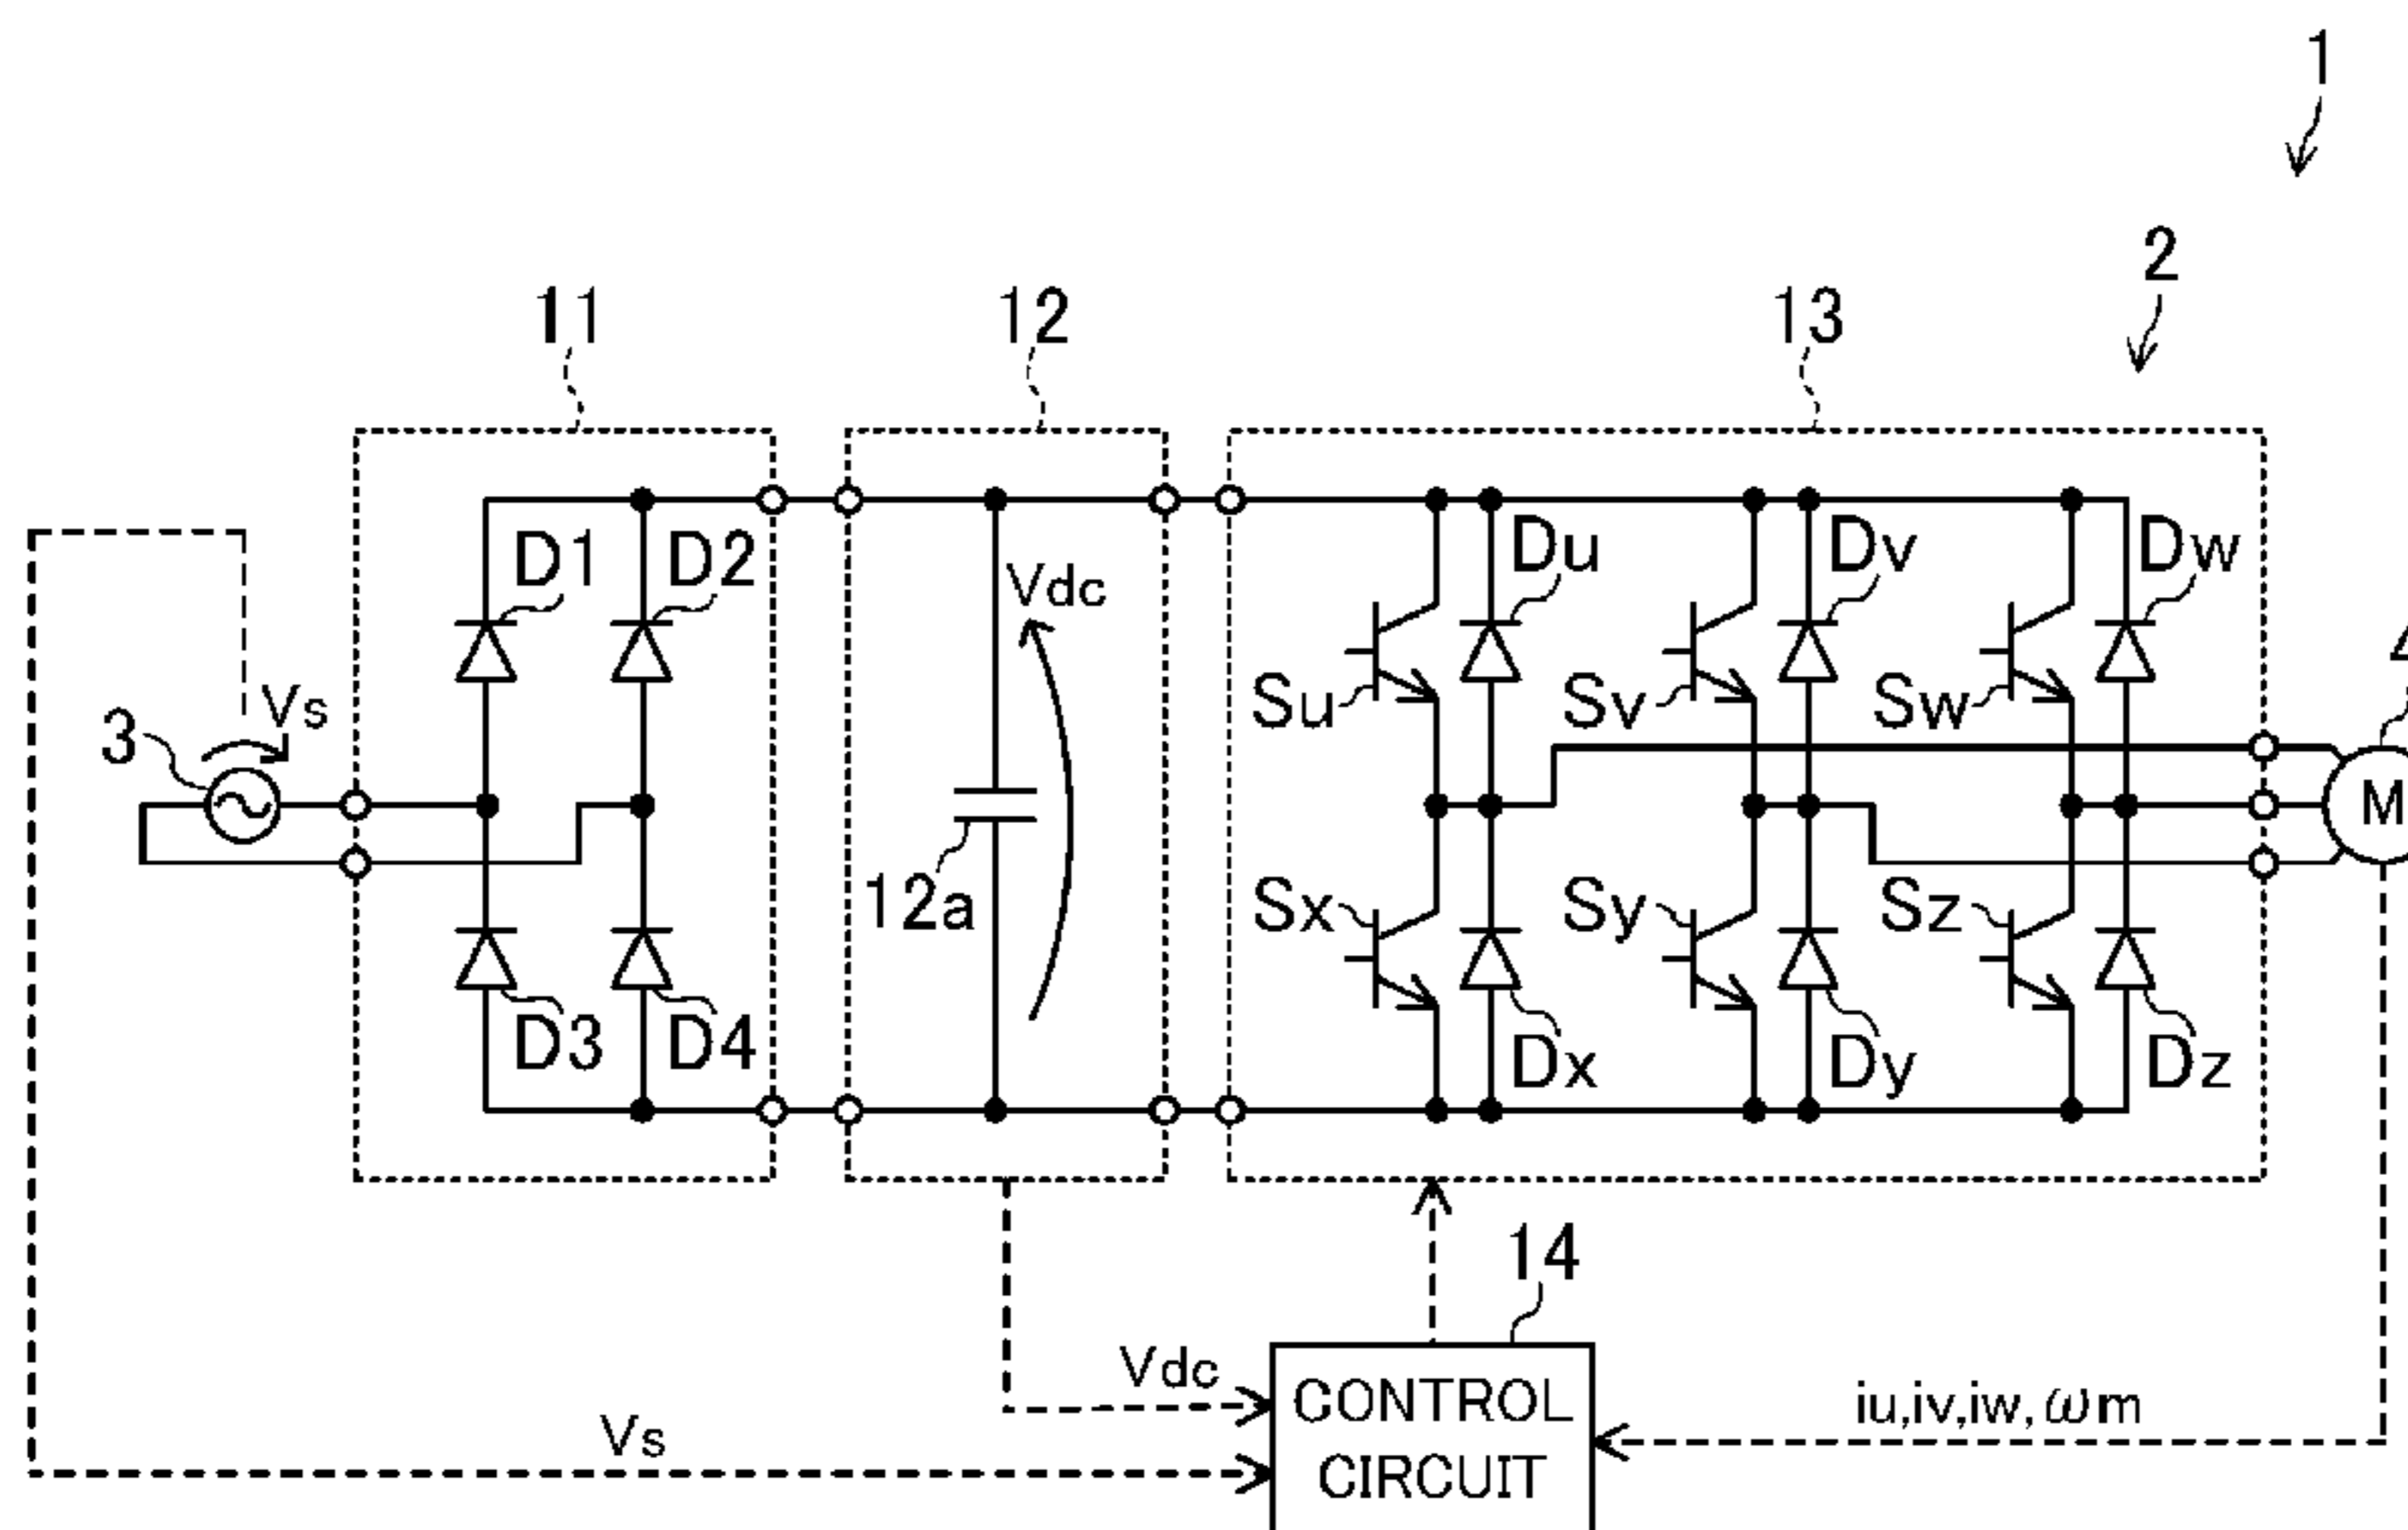 1
2
11
12
13
D1
D2
Vdc
Du
Dv
Dw
Vs
3
Su
Sv
Sw
M
12a
Sx
Sy
Sz
D3
D4
Dx
Dy
Dz
14
Vdc
CONTROL
CIRCUIT
iu,iv,iw,ωm
Vs